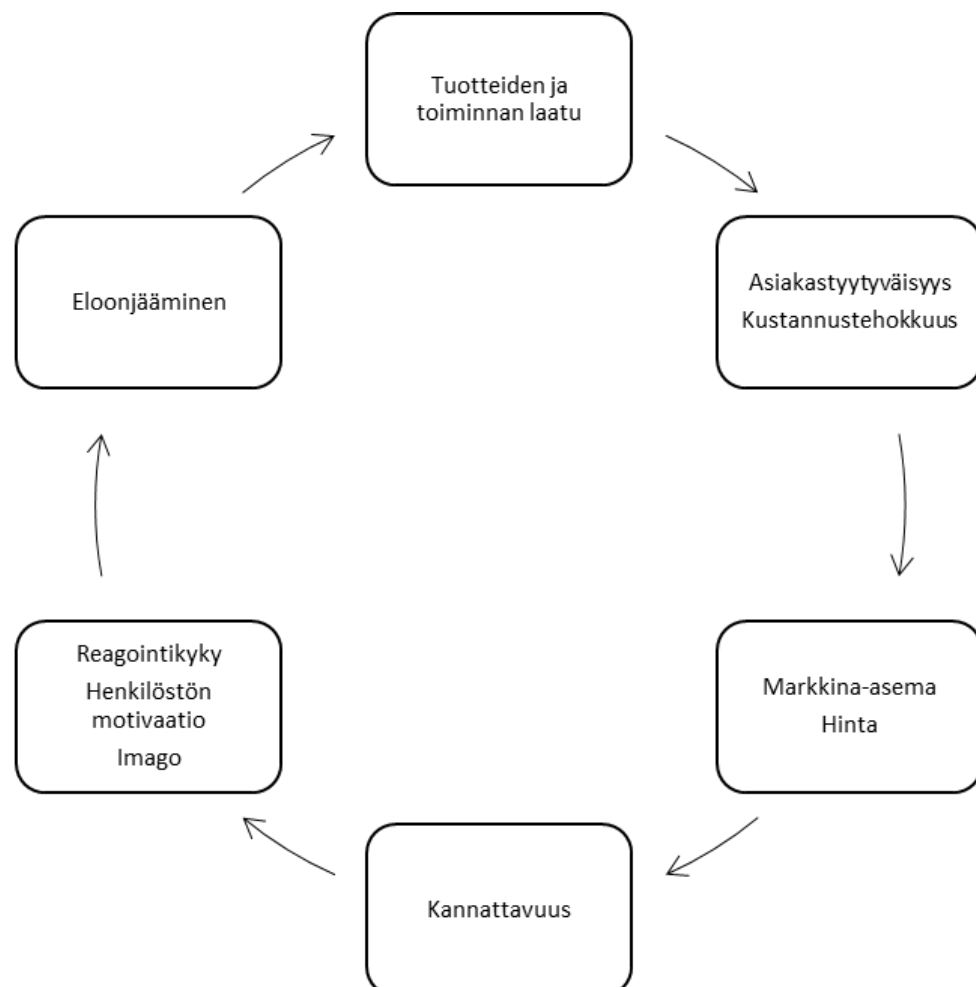 Tuotteiden ja
toiminnan laatu
Asiakastyytyväisyys
Kustannustehokkuus
Markkina-asema
Hinta
Kannattavuus
Reagointikyky
Henkilöstön
motivaatio
Imago
Eloonjääminen